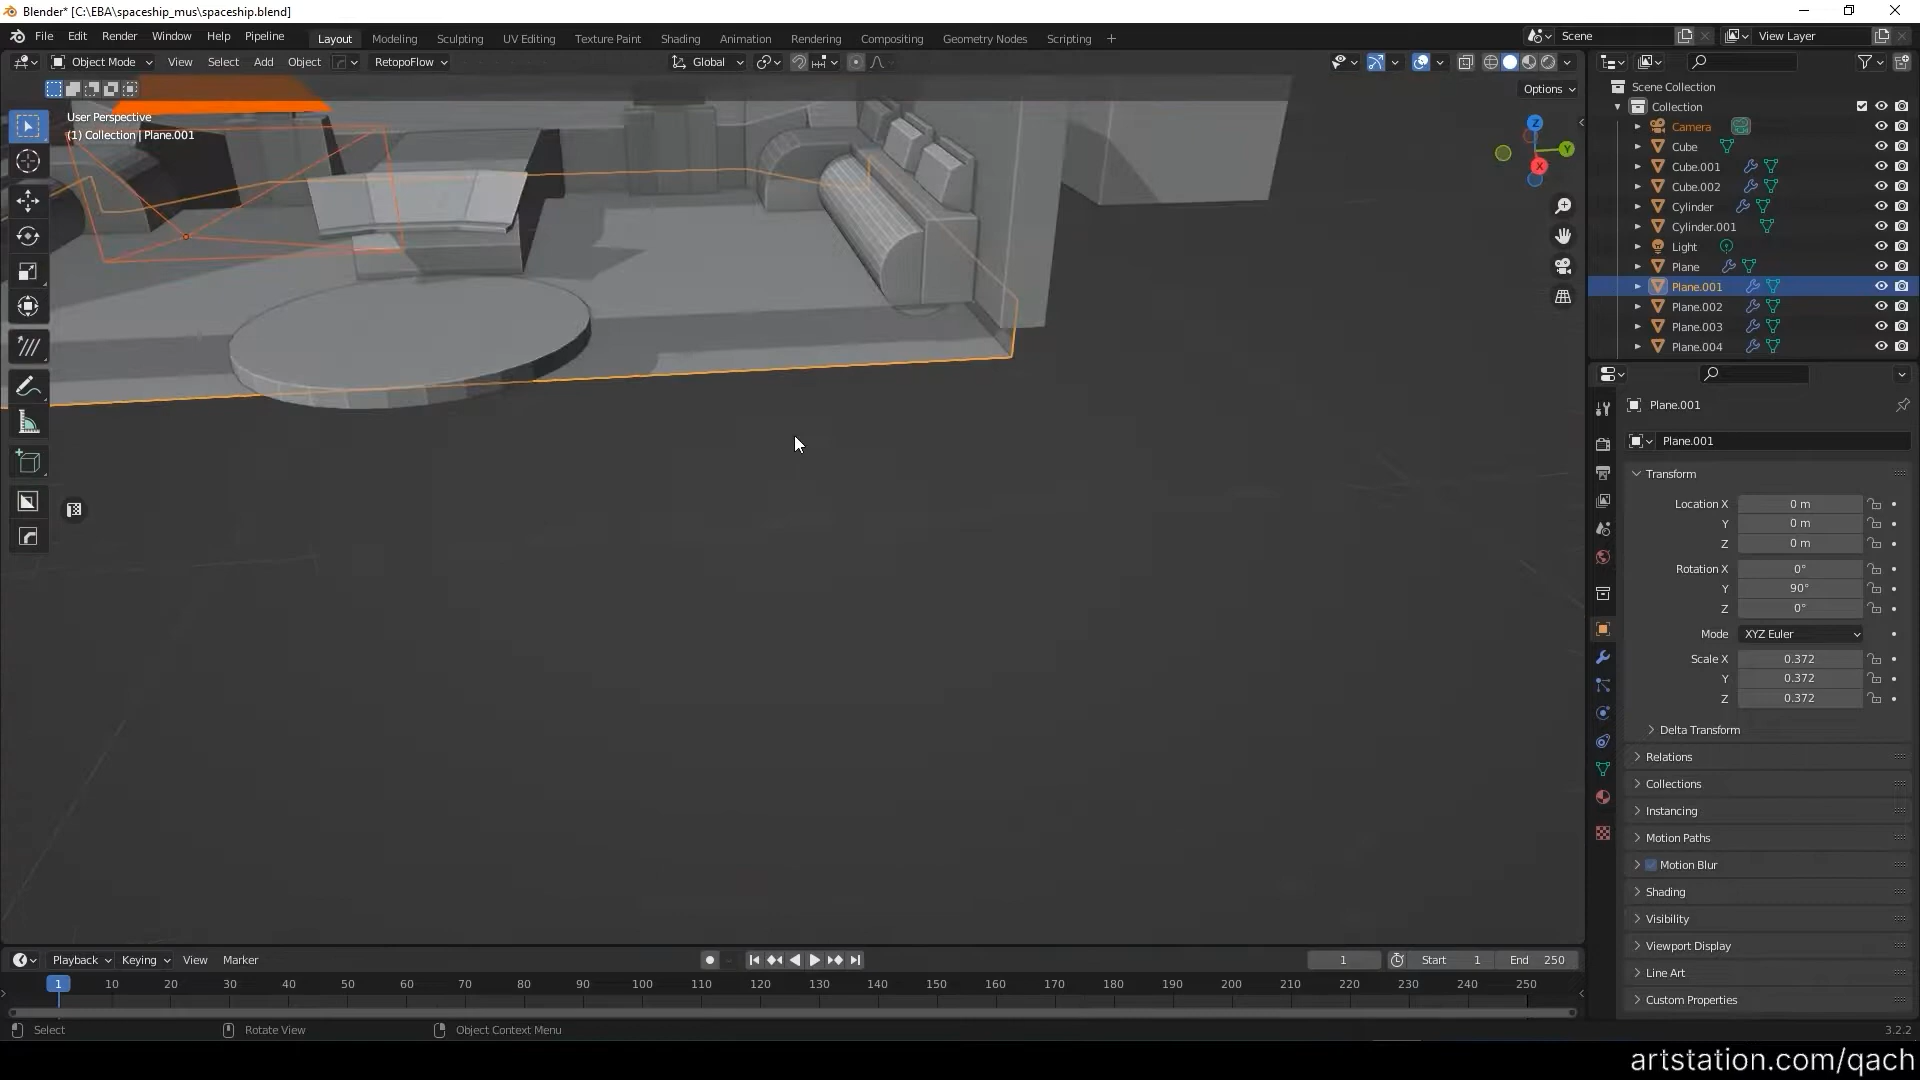 Blender* [C:\EBA\spaceship_mus\spaceship.blend]
File Edit Render Window Help Pipeline
Layout Modeling Sculpting UV Editing Texture Paint Shading Animation Rendering Compositing Geometry Nodes Scripting +
Scene
View Layer
Object Mode View Select Add Object RetopoFlow
Global
Options
User Perspective
(1) Collection | Plane.001
Z
Y
X
Scene Collection
Collection
Camera
Cube
Cube.001
Cube.002
Cylinder
Cylinder.001
Light
Plane
Plane.001
Plane.002
Plane.003
Plane.004
Plane.001
Plane.001
Transform
Location X 0 m
Y 0 m
Z 0 m
Rotation X 0°
Y 90°
Z 0°
Mode XYZ Euler
Scale X 0.372
Y 0.372
Z 0.372
Delta Transform
Relations
Collections
Instancing
Motion Paths
Motion Blur
Shading
Visibility
Viewport Display
Line Art
Custom Properties
Playback Keying View Marker
1 Start 1 End 250
1 10 20 30 40 50 60 70 80 90 100 110 120 130 140 150 160 170 180 190 200 210 220 230 240 250
Select Rotate View Object Context Menu
3.2.2
artstation.com/qach